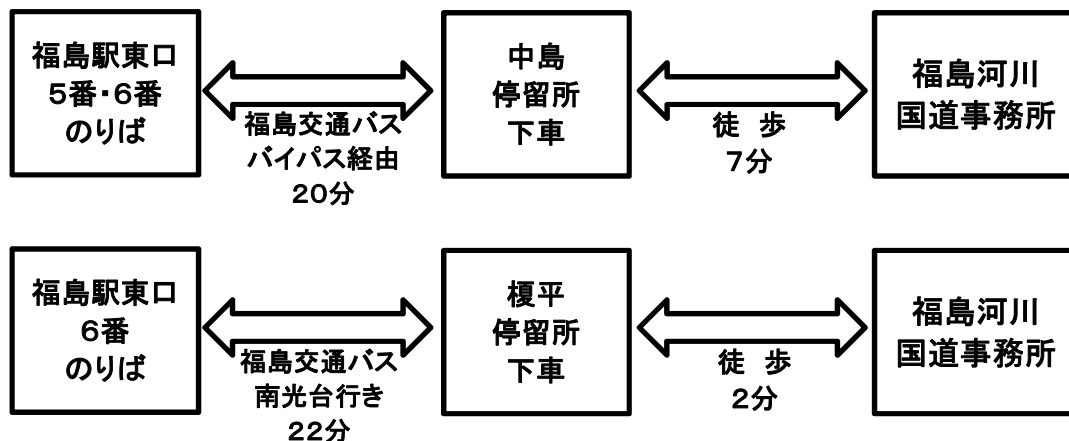 福島駅東口
5番・6番
のりば
福島交通バス
バイパス経由
20分
中島
停留所
下車
徒 歩
7分
福島河川
国道事務所
福島駅東口
6番
のりば
福島交通バス
南光台行き
22分
榎平
停留所
下車
徒 歩
2分
福島河川
国道事務所